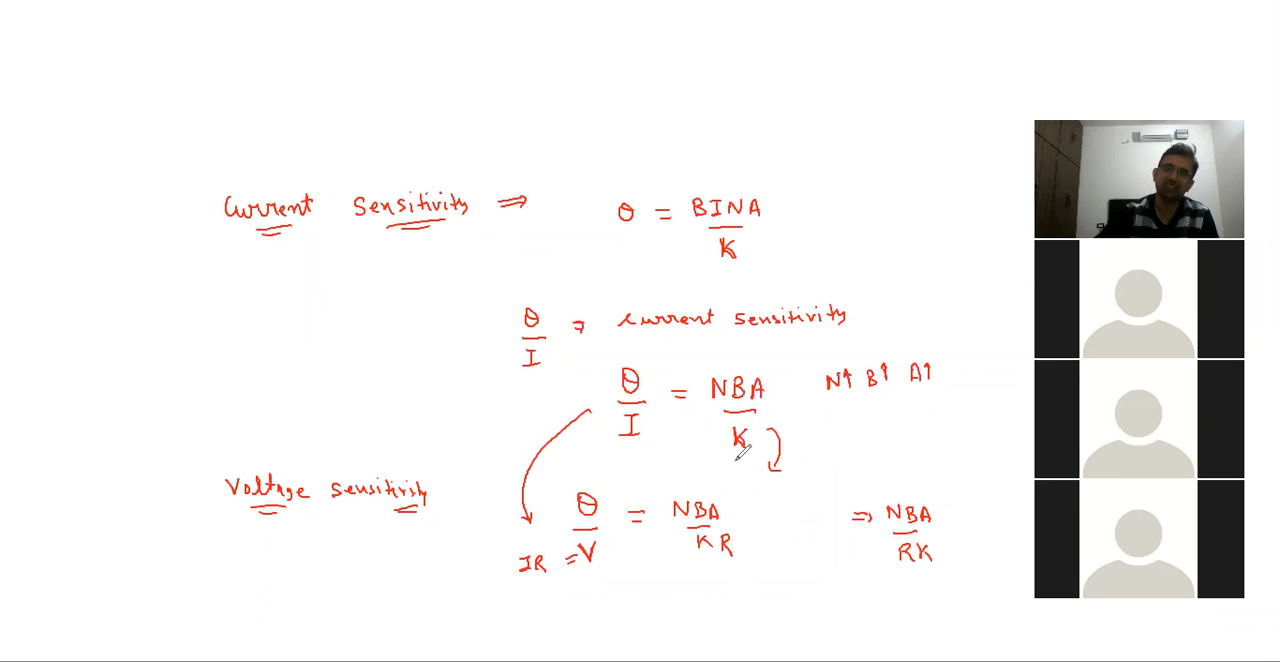 Current Sensitivity ⇒ θ = BINA / K
θ / I ⇒ current sensitivity
θ / I = NBA / K N↑ B↑ A↑
Voltage sensitivity θ / V = NBA / KR ⇒ NBA / RK
IR = V